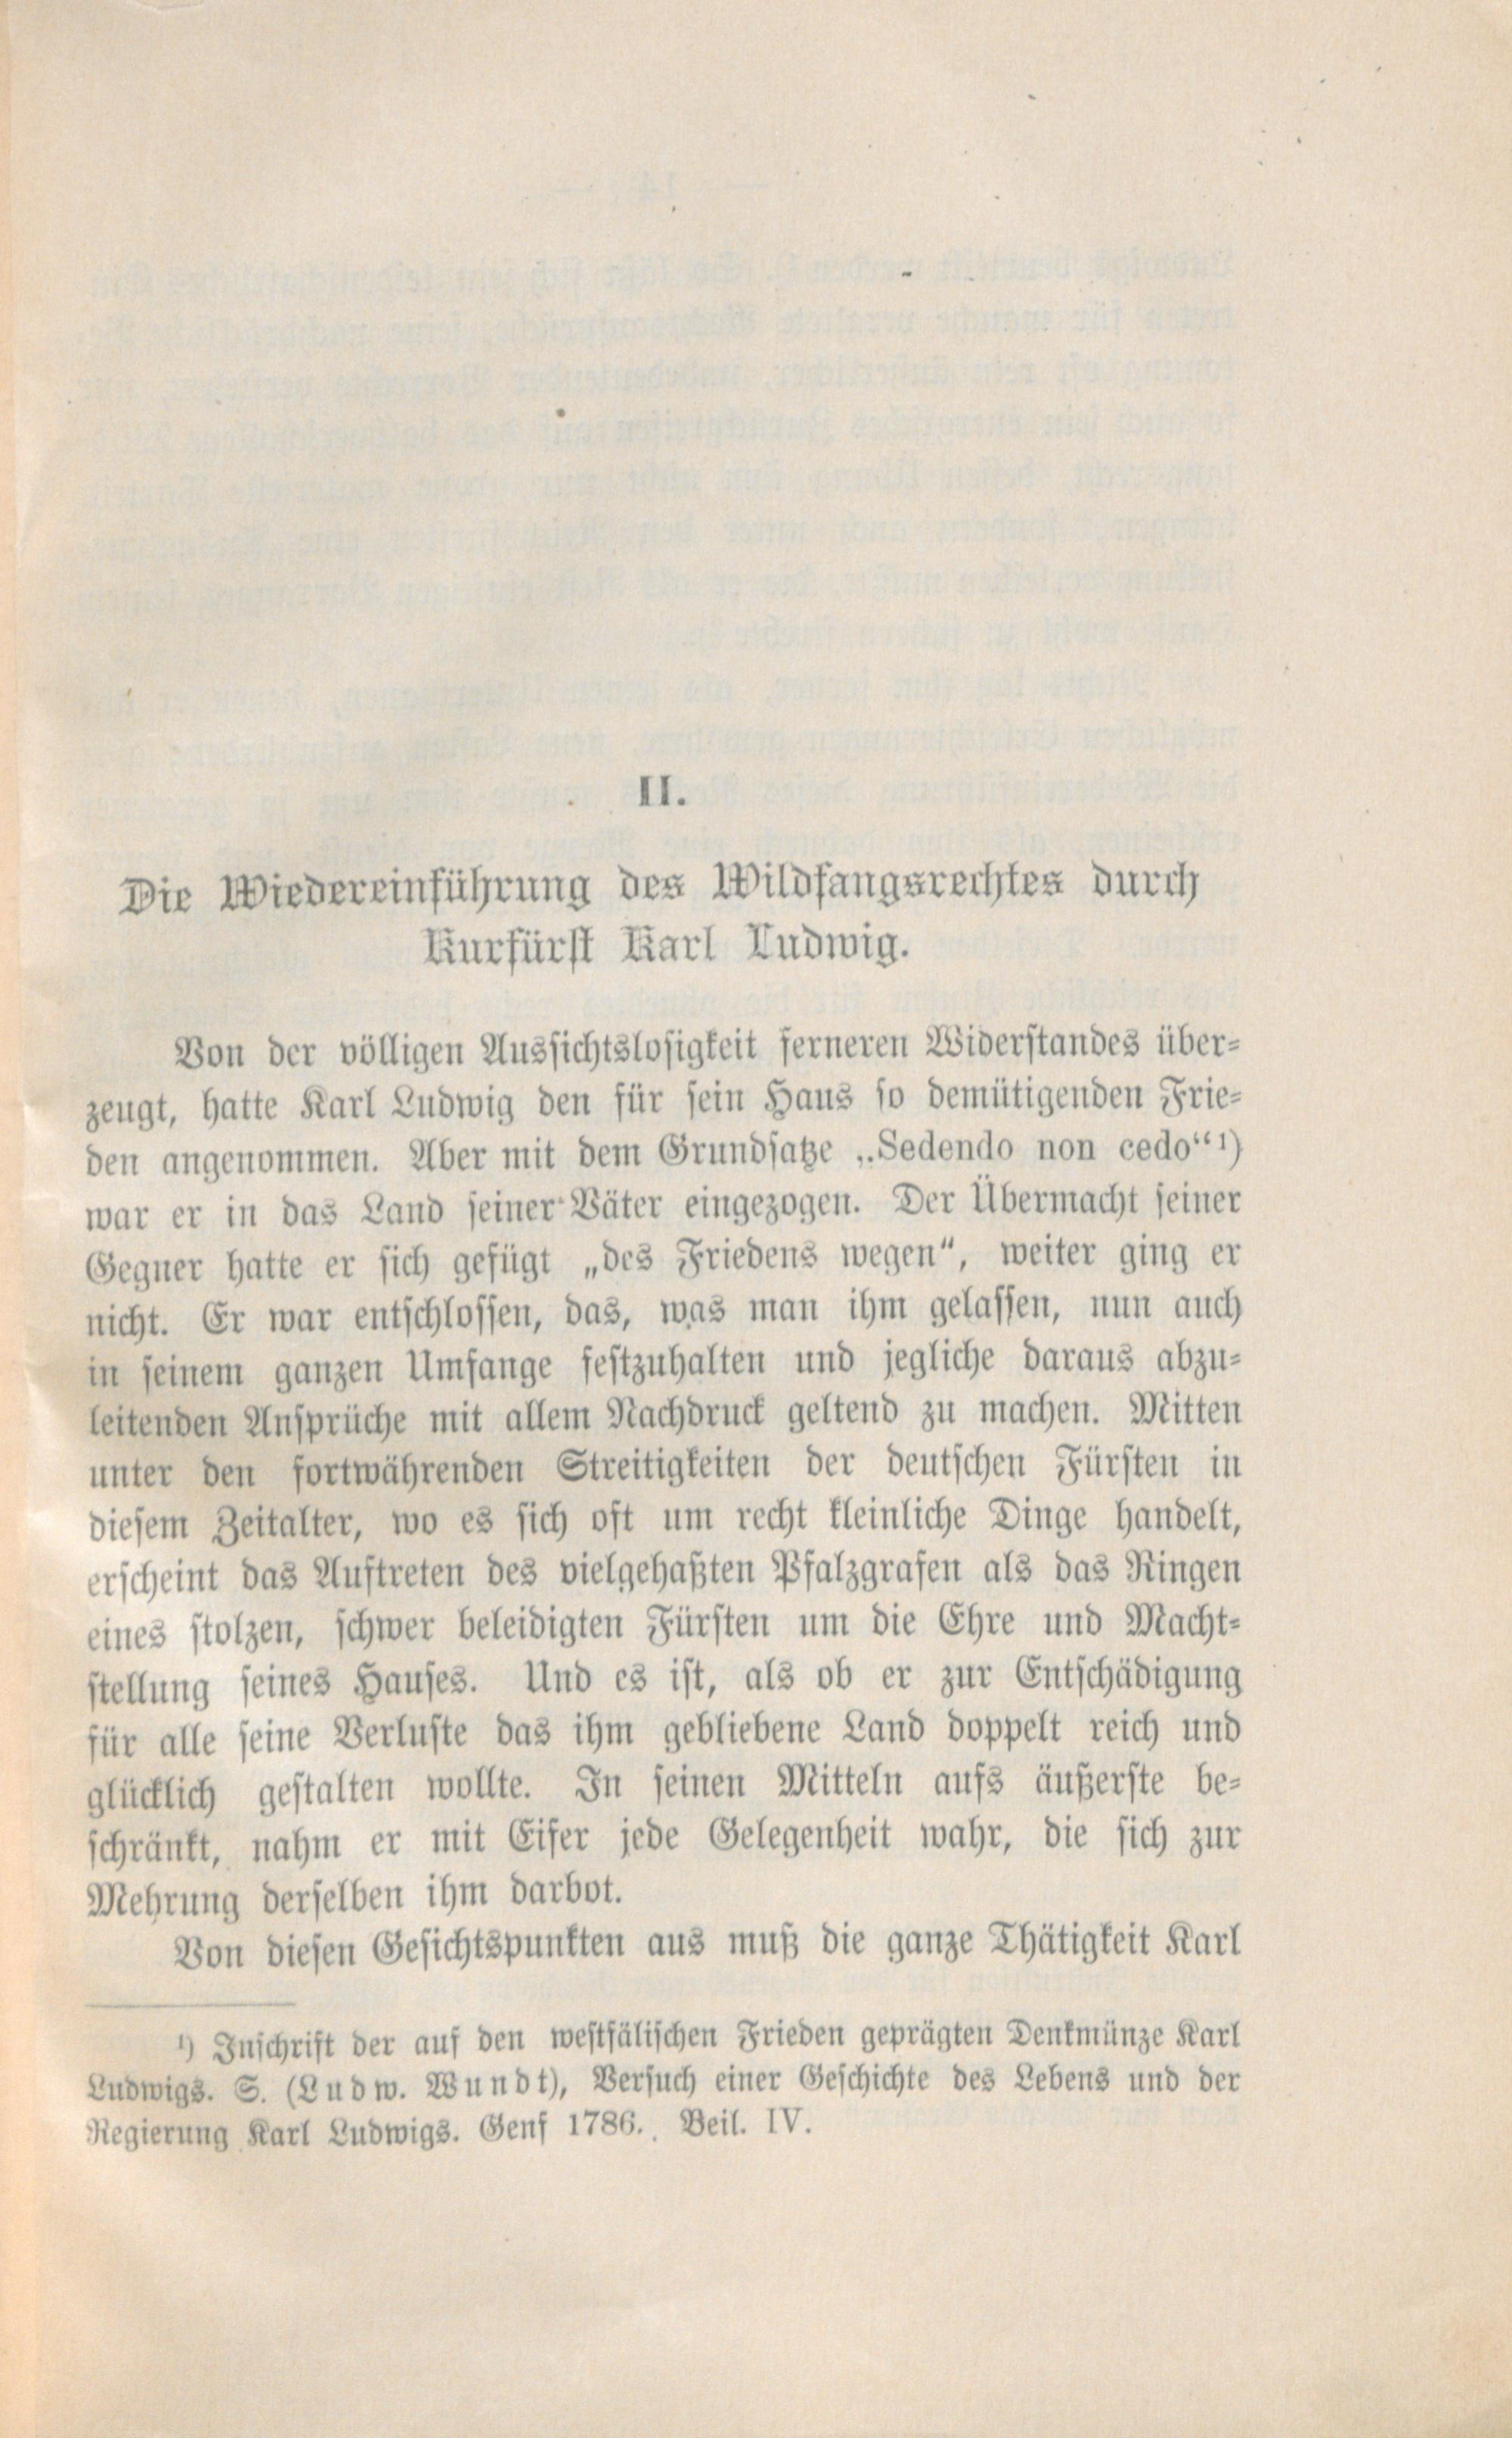 II.
Die Wiedereinführung des Wildfangsrechtes durch
Kurfürst Karl Ludwig.
Von der völligen Aussichtslosigkeit ferneren Widerstandes über-
zeugt, hatte Karl Ludwig den für sein Haus so demütigenden Frie-
den angenommen. Aber mit dem Grundsatze „Sedendo non cedo“¹)
war er in das Land seiner Väter eingezogen. Der Übermacht seiner
Gegner hatte er sich gefügt „des Friedens wegen“, weiter ging er
nicht. Er war entschlossen, das, was man ihm gelassen, nun auch
in seinem ganzen Umfange festzuhalten und jegliche daraus abzu-
leitenden Ansprüche mit allem Nachdruck geltend zu machen. Mitten
unter den fortwährenden Streitigkeiten der deutschen Fürsten in
diesem Zeitalter, wo es sich oft um recht kleinliche Dinge handelt,
erscheint das Auftreten des vielgehaßten Pfalzgrafen als das Ringen
eines stolzen, schwer beleidigten Fürsten um die Ehre und Macht-
stellung seines Hauses. Und es ist, als ob er zur Entschädigung
für alle seine Verluste das ihm gebliebene Land doppelt reich und
glücklich gestalten wollte. In seinen Mitteln aufs äußerste be-
schränkt, nahm er mit Eifer jede Gelegenheit wahr, die sich zur
Mehrung derselben ihm darbot.
Von diesen Gesichtspunkten aus muß die ganze Thätigkeit Karl
¹) Inschrift der auf den westfälischen Frieden geprägten Denkmünze Karl
Ludwigs. S. (Ludw. Wundt), Versuch einer Geschichte des Lebens und der
Regierung Karl Ludwigs. Genf 1786. Beil. IV.